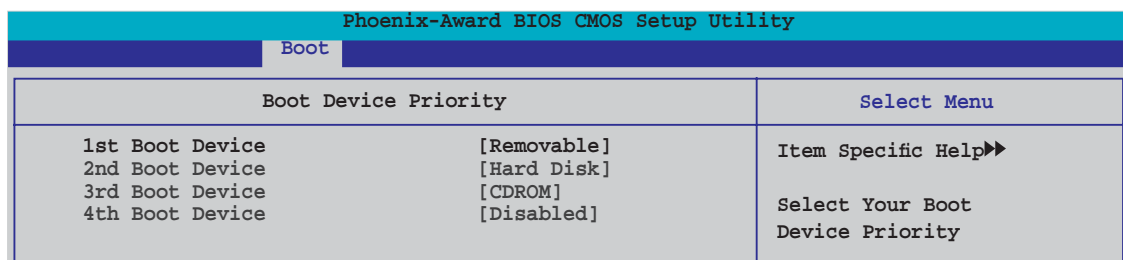 Phoenix-Award BIOS CMOS Setup Utility
Boot
Boot Device Priority
Select Menu
1st Boot Device [Removable]
2nd Boot Device [Hard Disk]
3rd Boot Device [CDROM]
4th Boot Device [Disabled]
Item Specific Help
Select Your Boot
Device Priority